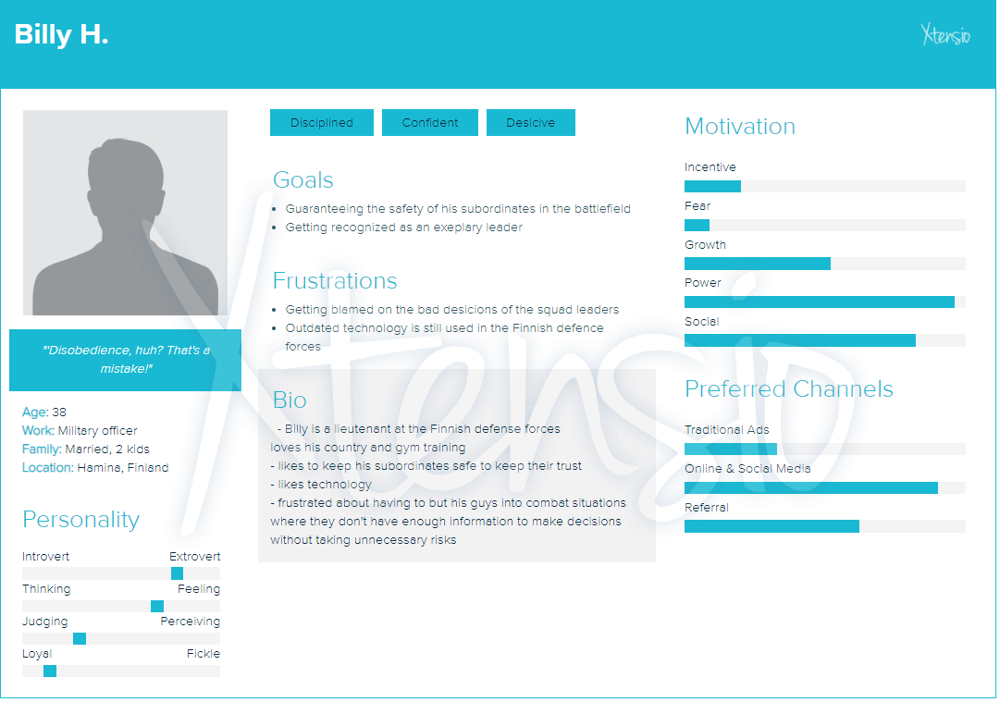 Billy H.
Xtensio
Disciplined
Confident
Desicive
"'Disobedience, huh? That's a
mistake!"
Age: 38
Work: Military officer
Family: Married, 2 kids
Location: Hamina, Finland
Personality
Introvert Extrovert
Thinking Feeling
Judging Perceiving
Loyal Fickle
Goals
Guaranteeing the safety of his subordinates in the battlefield
Getting recognized as an exeplary leader
Frustrations
Getting blamed on the bad desicions of the squad leaders
Outdated technology is still used in the Finnish defence
forces
Bio
- Billy is a lieutenant at the Finnish defense forces
loves his country and gym training
- likes to keep his subordinates safe to keep their trust
- likes technology
- frustrated about having to but his guys into combat situations
where they don't have enough information to make decisions
without taking unnecessary risks
Motivation
Incentive
Fear
Growth
Power
Social
Preferred Channels
Traditional Ads
Online & Social Media
Referral
Xtensio